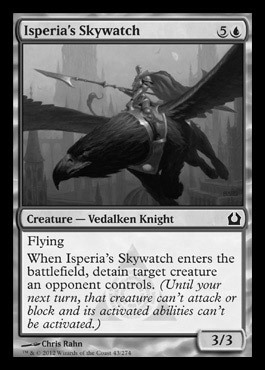 Isperia's Skywatch 5
Creature — Vedalken Knight
Flying
When Isperia's Skywatch enters the
battlefield, detain target creature
an opponent controls. (Until your
next turn, that creature can't attack or
block and its activated abilities can't
be activated.)
3/3
Chris Rahn
™ & © 2012 Wizards of the Coast 43/274